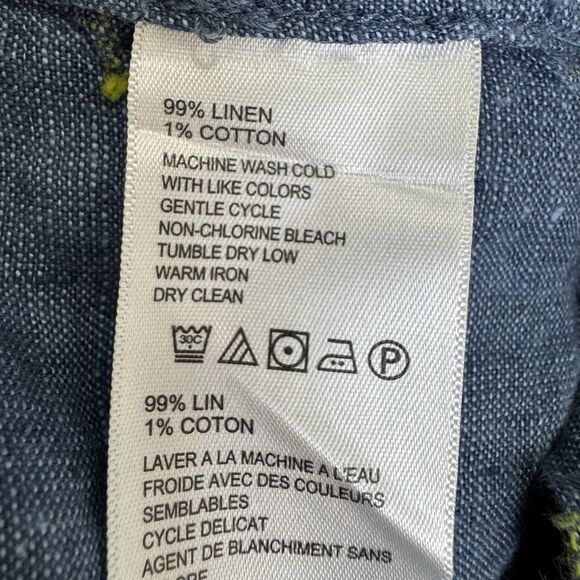 99% LINEN
1% COTTON
MACHINE WASH COLD
WITH LIKE COLORS
GENTLE CYCLE
NON-CHLORINE BLEACH
TUMBLE DRY LOW
WARM IRON
DRY CLEAN
30C P
99% LIN
1% COTON
LAVER A LA MACHINE A L'EAU
FROIDE AVEC DES COULEURS
SEMBLABLES
CYCLE DELICAT
AGENT DE BLANCHIMENT SANS